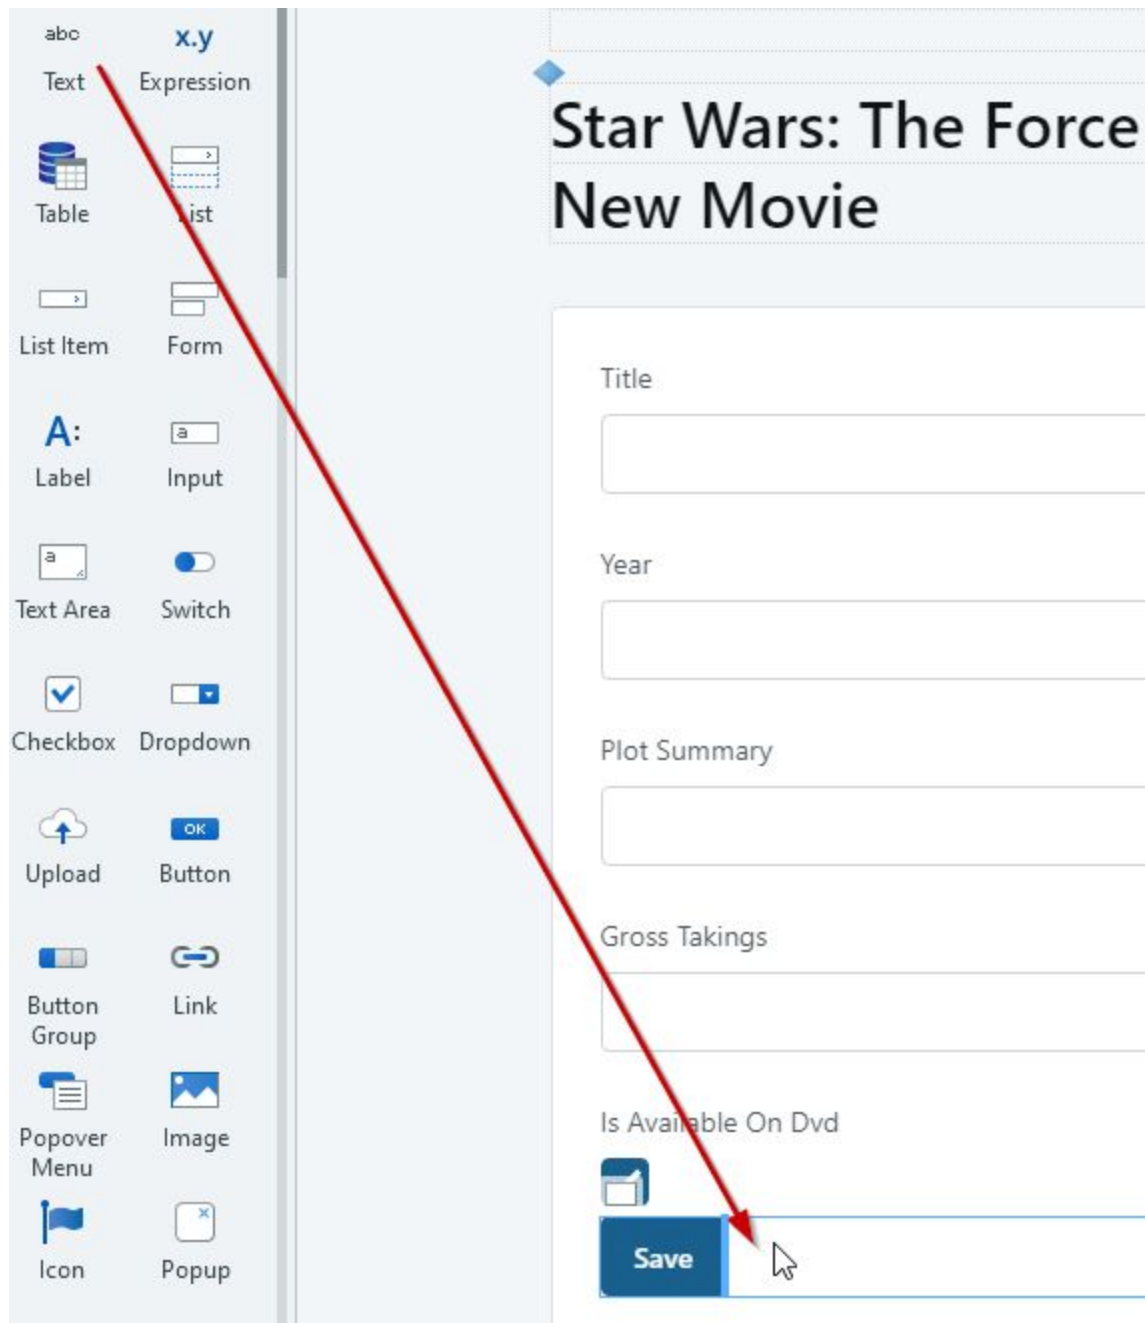 abc
x.y
Text
Expression
Table
List
List Item
Form
A:
a
Label
Input
a
Text Area
Switch
Checkbox
Dropdown
OK
Upload
Button
Button
Group
Link
Popover
Menu
Image
Icon
Popup
Star Wars: The Force
New Movie
Title
Year
Plot Summary
Gross Takings
Is Available On Dvd
Save